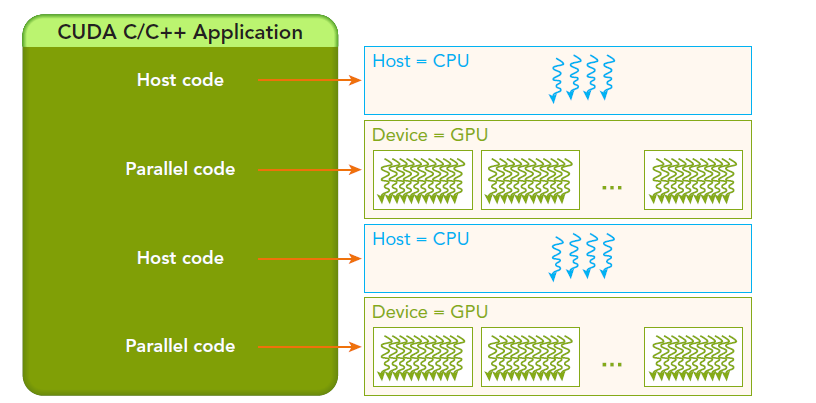 CUDA C/C++ Application
Host code
Host = CPU
Parallel code
Device = GPU
...
Host code
Host = CPU
Parallel code
Device = GPU
...